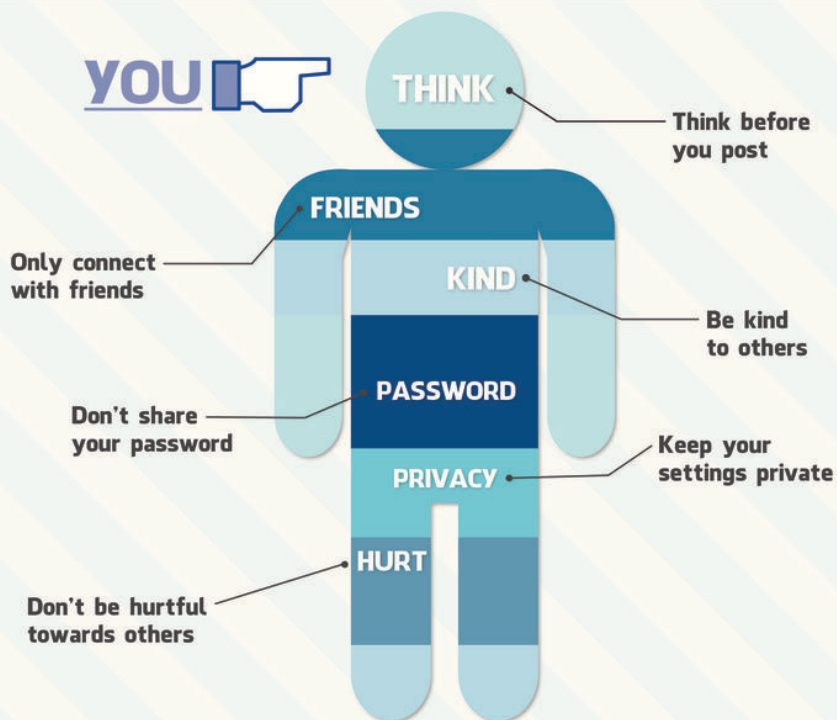 YOU
THINK
Think before
you post
FRIENDS
Only connect
with friends
KIND
Be kind
to others
PASSWORD
Don't share
your password
PRIVACY
Keep your
settings private
HURT
Don't be hurtful
towards others